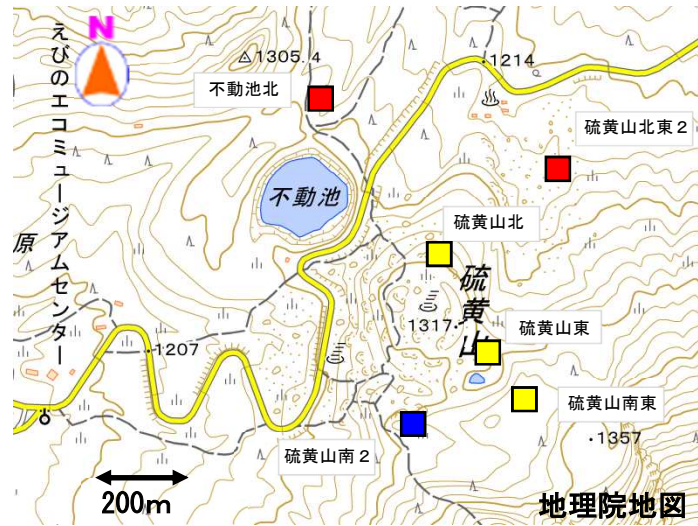 N
えびのエコミュージアムセンター
原
△1305.4
不動池北
不動池
・1214
硫黄山北東２
硫黄山北
硫黄山
1317・
硫黄山東
・1207
硫黄山南東
・1357
硫黄山南２
200m
地理院地図